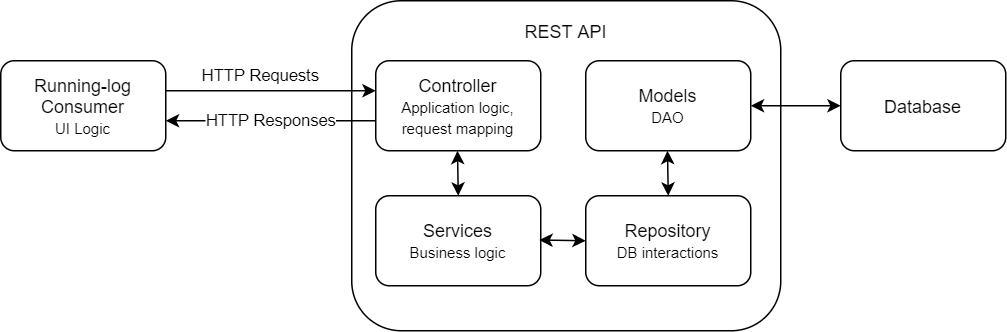 REST API
Running-log
Consumer
UI Logic
HTTP Requests
HTTP Responses
Controller
Application logic,
request mapping
Models
DAO
Database
Services
Business logic
Repository
DB interactions